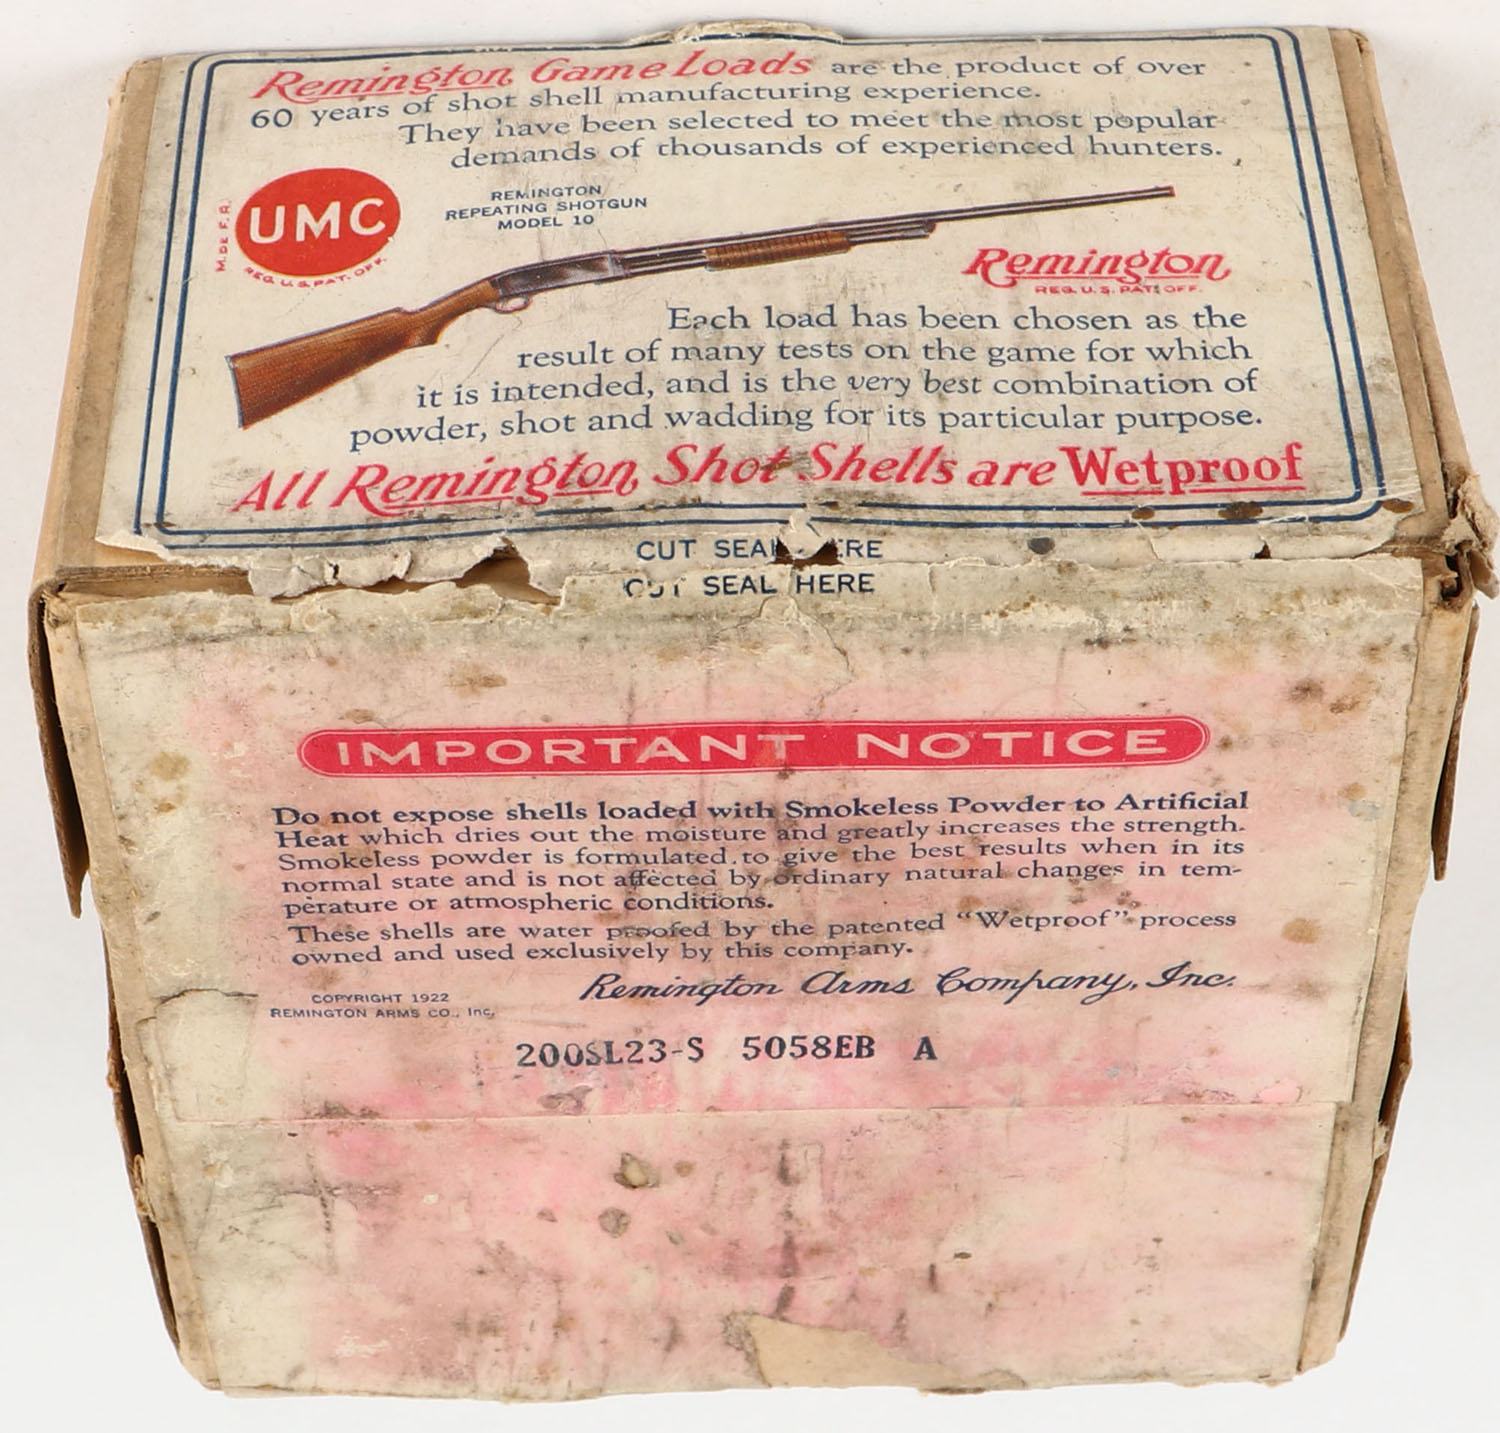 Remington Game Loads are the product of over
60 years of shot shell manufacturing experience.
They have been selected to meet the most popular
demands of thousands of experienced hunters.
UMC
M. DE F. R.
REG. U.S. PAT. OFF.
REMINGTON
REPEATING SHOTGUN
MODEL 10
Remington
REG. U.S. PAT. OFF.
Each load has been chosen as the
result of many tests on the game for which
it is intended, and is the very best combination of
powder, shot and wadding for its particular purpose.
All Remington Shot Shells are Wetproof
CUT SEAL HERE
CUT SEAL HERE
IMPORTANT NOTICE
Do not expose shells loaded with Smokeless Powder to Artificial
Heat which dries out the moisture and greatly increases the strength.
Smokeless powder is formulated to give the best results when in its
normal state and is not affected by ordinary natural changes in tem-
perature or atmospheric conditions.
These shells are water proofed by the patented "Wetproof" process
owned and used exclusively by this company.
Remington Arms Company, Inc.
COPYRIGHT 1922
REMINGTON ARMS CO., Inc.
200SL23-S 5058EB A